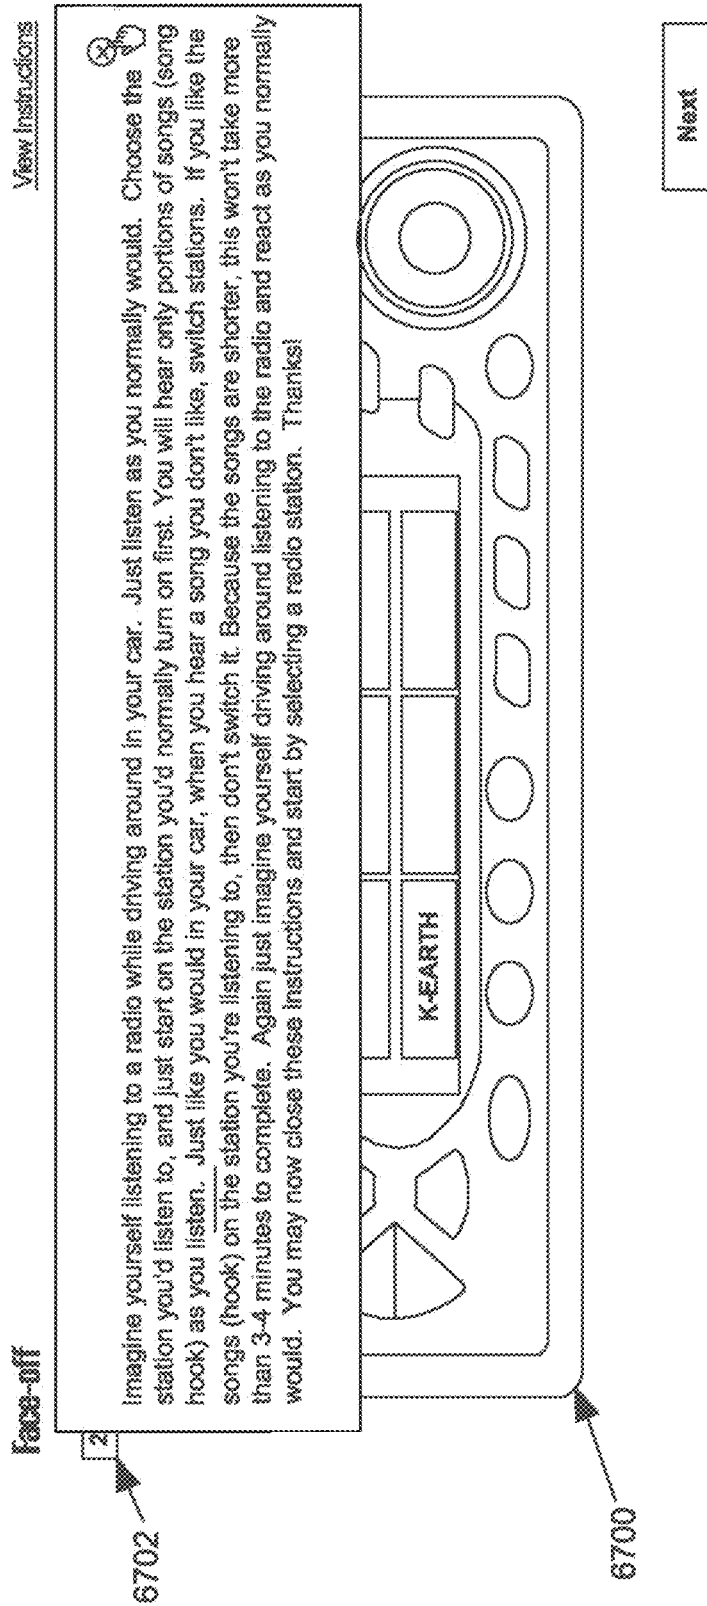 Face-off
View Instructions
2
Imagine yourself listening to a radio while driving around in your car. Just listen as you normally would. Choose the
station you'd listen to, and just start on the station you'd normally turn on first. You will hear only portions of songs (song
hook) as you listen. Just like you would in your car, when you hear a song you don't like, switch stations. If you like the
songs (hook) on the station you're listening to, then don't switch it. Because the songs are shorter, this won't take more
than 3-4 minutes to complete. Again just imagine yourself driving around listening to the radio and react as you normally
would. You may now close these instructions and start by selecting a radio station. Thanks!
X
K-EARTH
Next
6702
6700